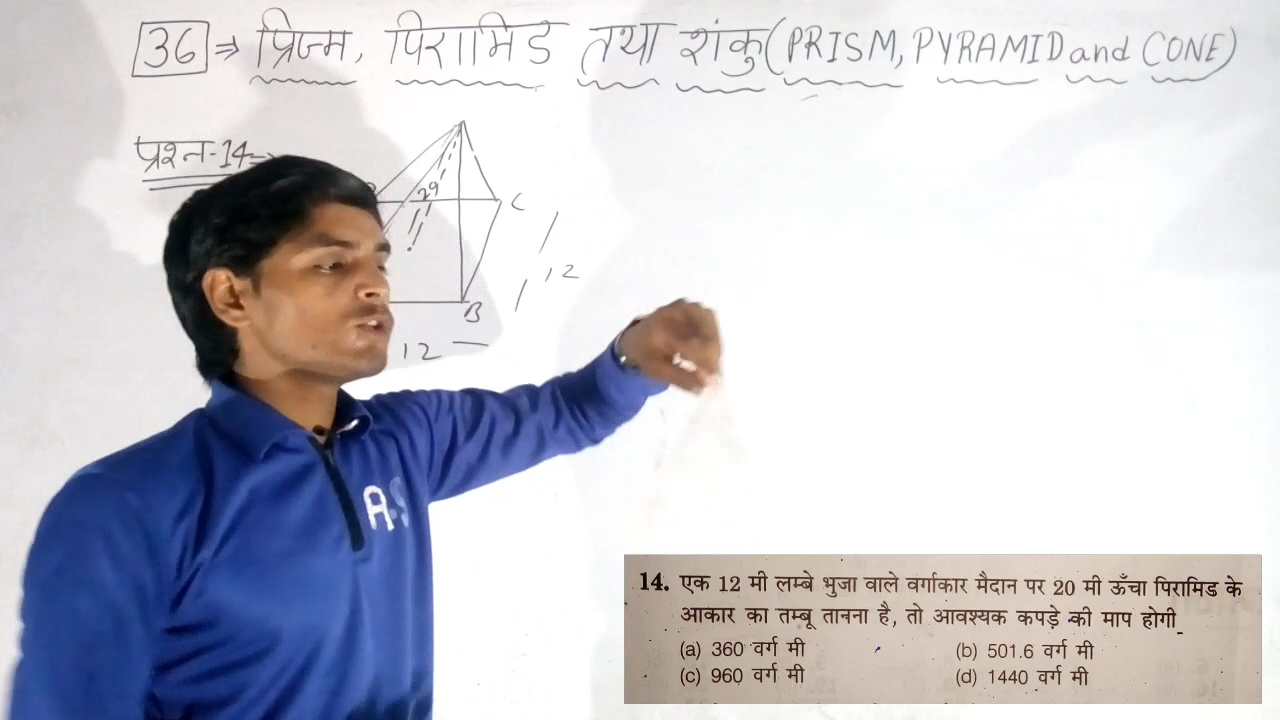 36 ⇒ प्रिज्म, पिरामिड तथा शंकु (PRISM, PYRAMID and CONE)
प्रश्न-14⇒
29
C
12
B
12
A.S
14. एक 12 मी लम्बे भुजा वाले वर्गाकार मैदान पर 20 मी ऊँचा पिरामिड के
आकार का तम्बू तानना है, तो आवश्यक कपड़े की माप होगी
(a) 360 वर्ग मी (b) 501.6 वर्ग मी
(c) 960 वर्ग मी (d) 1440 वर्ग मी